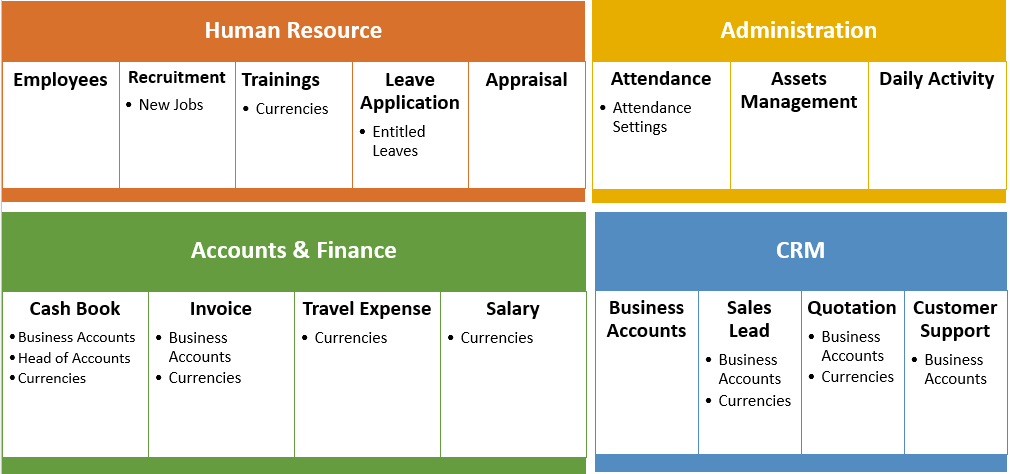 Human Resource
Employees
Recruitment
• New Jobs
Trainings
• Currencies
Leave
Application
• Entitled
Leaves
Appraisal
Administration
Attendance
• Attendance
Settings
Assets
Management
Daily Activity
Accounts & Finance
Cash Book
• Business Accounts
• Head of Accounts
• Currencies
Invoice
• Business
Accounts
• Currencies
Travel Expense
• Currencies
Salary
• Currencies
CRM
Business
Accounts
Sales
Lead
• Business
Accounts
• Currencies
Quotation
• Business
Accounts
• Currencies
Customer
Support
• Business
Accounts